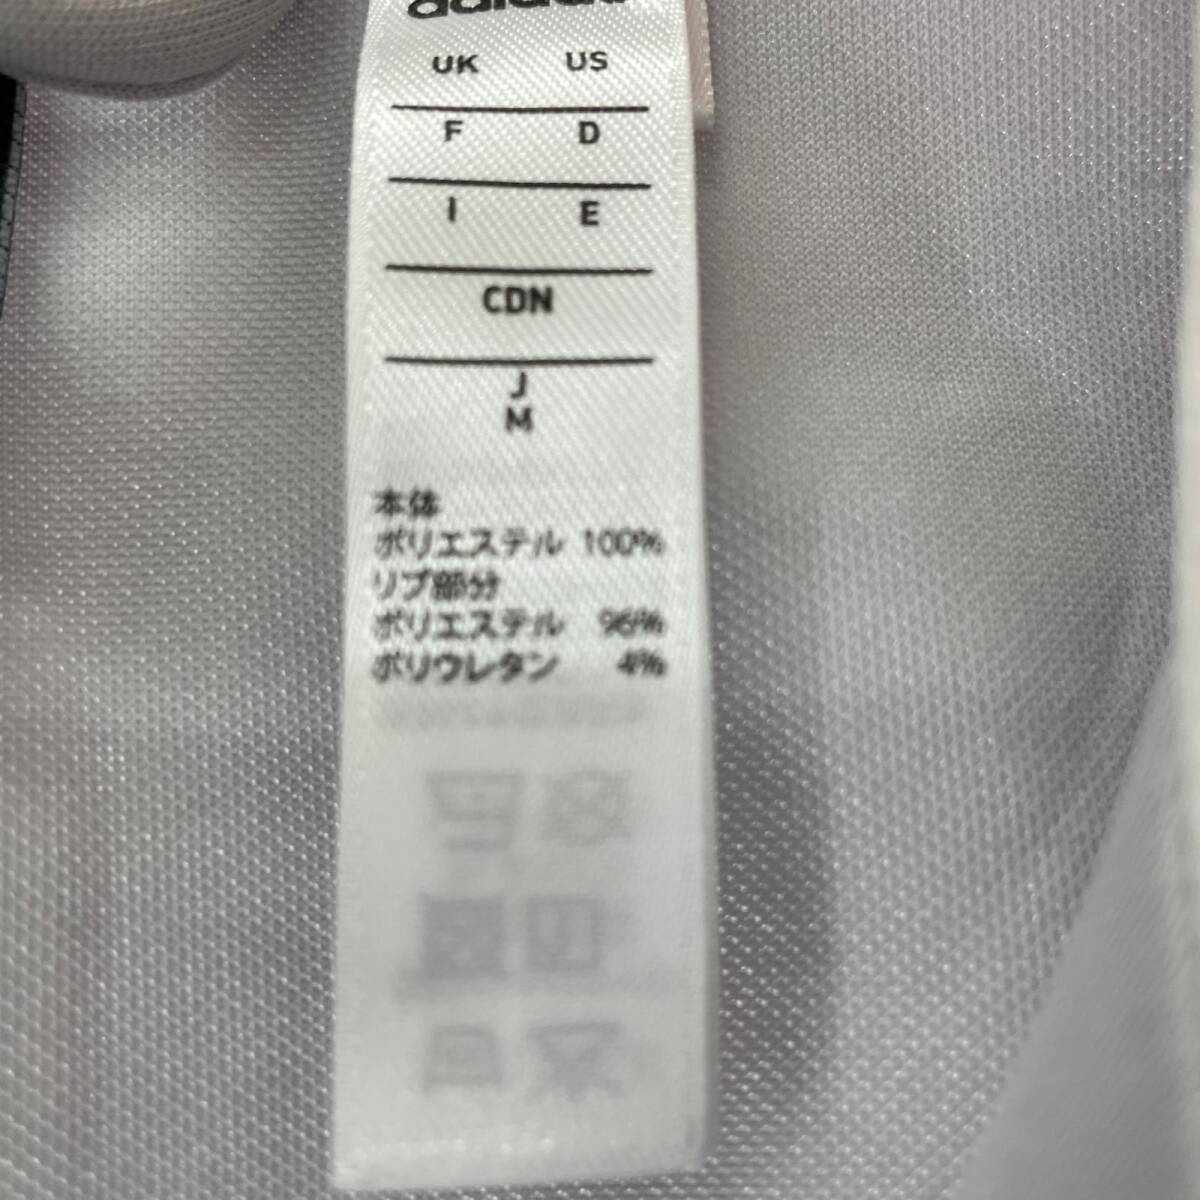 adidas
UK US
F D
I E
CDN
J
M
本体
ポリエステル 100%
リブ部分
ポリエステル 96%
ポリウレタン 4%